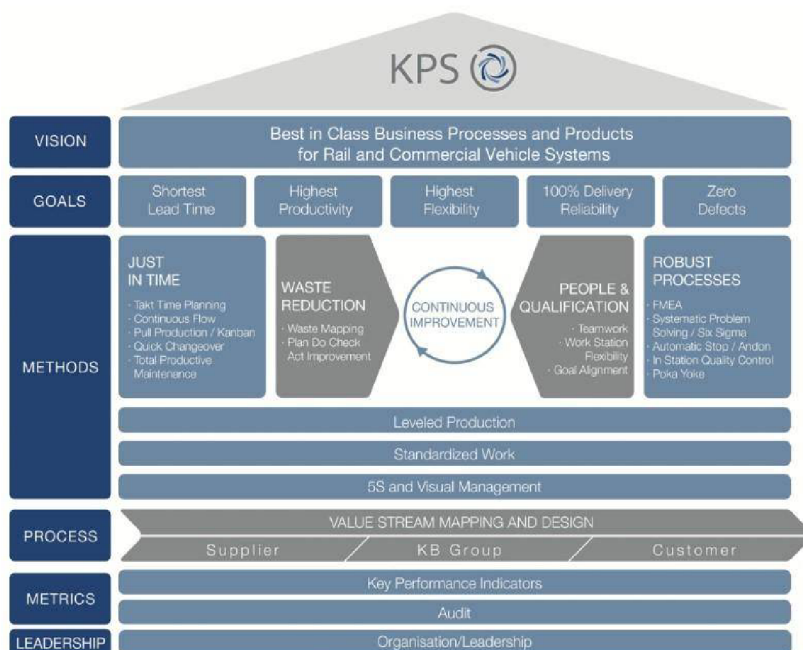 KPS
VISION
Best in Class Business Processes and Products
for Rail and Commercial Vehicle Systems
GOALS
Shortest
Lead Time
Highest
Productivity
Highest
Flexibility
100% Delivery
Reliability
Zero
Defects
METHODS
JUST
IN TIME
· Takt Time Planning
· Continuous Flow
· Pull Production / Kanban
· Quick Changeover
· Total Productive
Maintenance
WASTE
REDUCTION
· Waste Mapping
· Plan Do Check
Act Improvement
CONTINUOUS
IMPROVEMENT
PEOPLE &
QUALIFICATION
· Teamwork
· Work Station
Flexibility
· Goal Alignment
ROBUST
PROCESSES
· FMEA
· Systematic Problem
Solving / Six Sigma
· Automatic Stop / Andon
· In Station Quality Control
· Poka Yoke
Leveled Production
Standardized Work
5S and Visual Management
PROCESS
VALUE STREAM MAPPING AND DESIGN
Supplier
KB Group
Customer
METRICS
Key Performance Indicators
Audit
LEADERSHIP
Organisation/Leadership